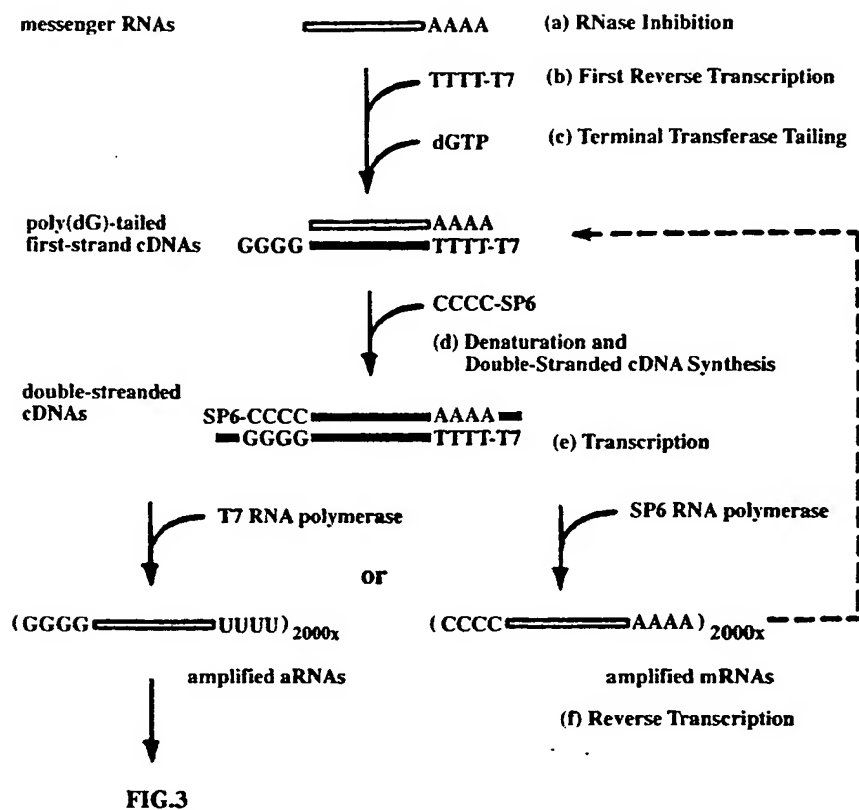 messenger RNAs
AAAA
(a) RNase Inhibition
TTTT-T7
(b) First Reverse Transcription
dGTP
(c) Terminal Transferase Tailing
poly(dG)-tailed
first-strand cDNAs
AAAA
GGGG
TTTT-T7
CCCC-SP6
(d) Denaturation and
Double-Stranded cDNA Synthesis
double-streanded
cDNAs
SP6-CCCC
AAAA
GGGG
TTTT-T7
(e) Transcription
T7 RNA polymerase
SP6 RNA polymerase
or
(GGGG
UUUU)2000x
(CCCC
AAAA)2000x
amplified aRNAs
amplified mRNAs
(f) Reverse Transcription
FIG.3